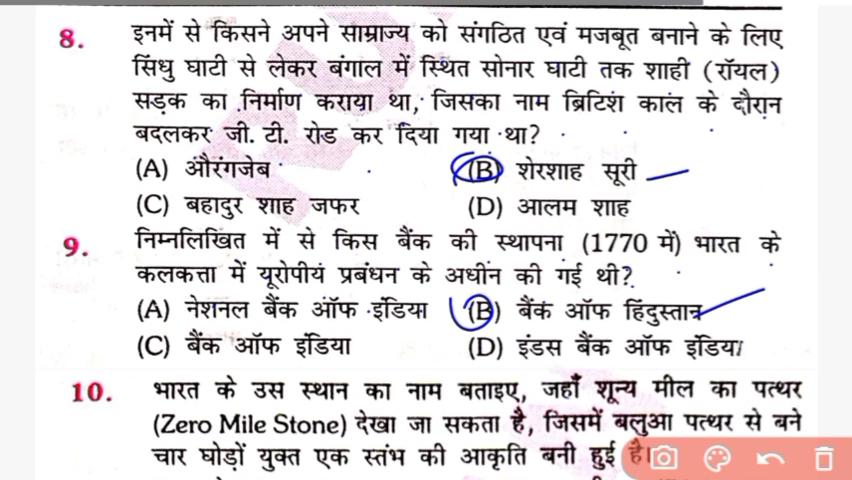 8. इनमें से किसने अपने साम्राज्य को संगठित एवं मजबूत बनाने के लिए
सिंधु घाटी से लेकर बंगाल में स्थित सोनार घाटी तक शाही (रॉयल)
सड़क का निर्माण कराया था, जिसका नाम ब्रिटिश काल के दौरान
बदलकर जी. टी. रोड कर दिया गया था?
(A) औरंगजेब (B) शेरशाह सूरी
(C) बहादुर शाह जफर (D) आलम शाह
9. निम्नलिखित में से किस बैंक की स्थापना (1770 में) भारत के
कलकत्ता में यूरोपीय प्रबंधन के अधीन की गई थी?
(A) नेशनल बैंक ऑफ इंडिया (B) बैंक ऑफ हिंदुस्तान
(C) बैंक ऑफ इंडिया (D) इंडस बैंक ऑफ इंडिया
10. भारत के उस स्थान का नाम बताइए, जहाँ शून्य मील का पत्थर
(Zero Mile Stone) देखा जा सकता है, जिसमें बलुआ पत्थर से बने
चार घोड़ों युक्त एक स्तंभ की आकृति बनी हुई है।